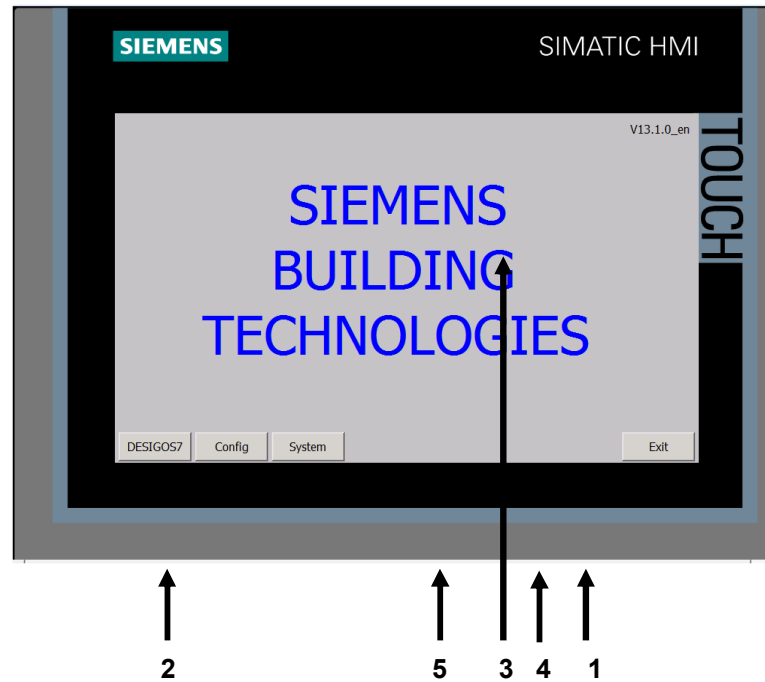 SIEMENS
SIMATIC HMI
V13.1.0_en
TOUCH
SIEMENS
BUILDING
TECHNOLOGIES
DESIGOS7
Config
System
Exit
2
5
3
4
1